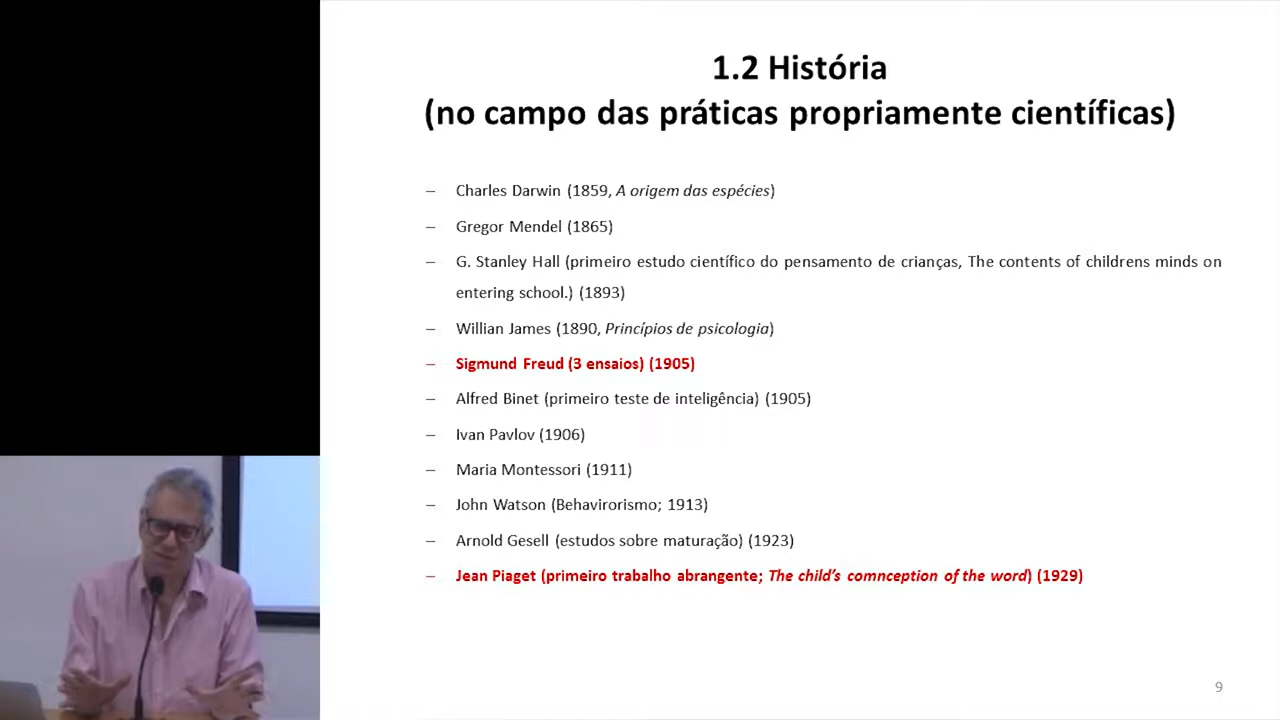 1.2 História
(no campo das práticas propriamente científicas)
– Charles Darwin (1859, A origem das espécies)
– Gregor Mendel (1865)
– G. Stanley Hall (primeiro estudo científico do pensamento de crianças, The contents of childrens minds on
entering school.) (1893)
– Willian James (1890, Princípios de psicologia)
– Sigmund Freud (3 ensaios) (1905)
– Alfred Binet (primeiro teste de inteligência) (1905)
– Ivan Pavlov (1906)
– Maria Montessori (1911)
– John Watson (Behavirorismo; 1913)
– Arnold Gesell (estudos sobre maturação) (1923)
– Jean Piaget (primeiro trabalho abrangente; The child’s comnception of the word) (1929)
9